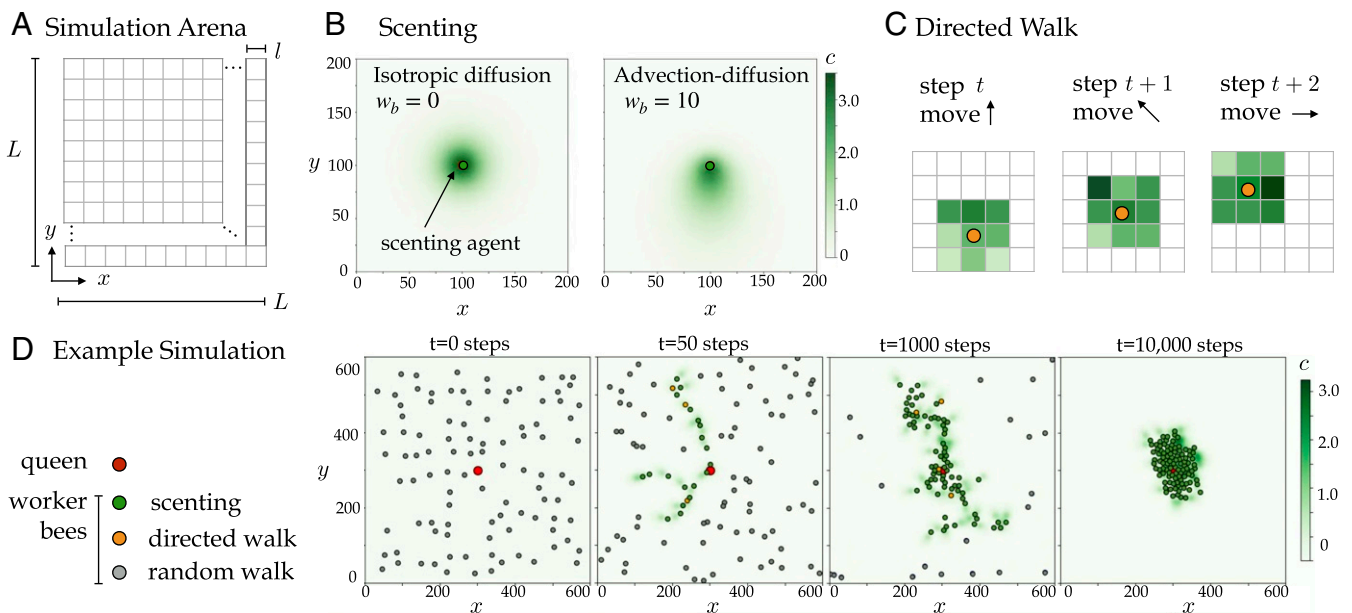 A Simulation Arena
l
L
...
⋮
⋱
y
x
L
B Scenting
Isotropic diffusion
w_b = 0
scenting agent
200
150
y 100
50
0
0 50 100 150 200
x
Advection-diffusion
w_b = 10
0 50 100 150 200
x
c
3.0
2.0
1.0
0
C Directed Walk
step t
move ↑
step t + 1
move ↖
step t + 2
move →
D Example Simulation
queen
worker
bees
scenting
directed walk
random walk
t=0 steps
600
400
y
200
0
0 200 400 600
x
t=50 steps
0 200 400 600
x
t=1000 steps
0 200 400 600
x
t=10,000 steps
0 200 400 600
x
c
3.0
2.0
1.0
0